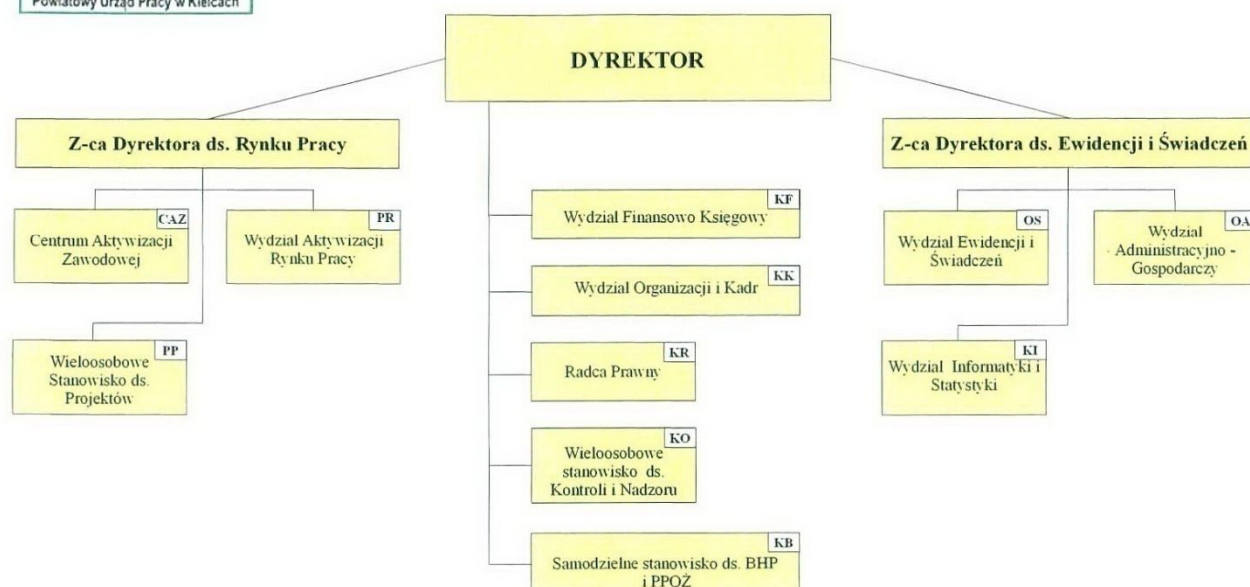 Powiatowy Urząd Pracy w Kielcach
DYREKTOR
Z-ca Dyrektora ds. Rynku Pracy
CAZ
Centrum Aktywizacji
Zawodowej
PR
Wydział Aktywizacji
Rynku Pracy
PP
Wieloosobowe
Stanowisko ds.
Projektów
KF
Wydział Finansowo Księgowy
KK
Wydział Organizacji i Kadr
KR
Radca Prawny
KO
Wieloosobowe
stanowisko ds.
Kontroli i Nadzoru
KB
Samodzielne stanowisko ds. BHP
i PPOŻ
Z-ca Dyrektora ds. Ewidencji i Świadczeń
OS
Wydział Ewidencji i
Świadczeń
OA
Wydział
Administracyjno -
Gospodarczy
KI
Wydział Informatyki i
Statystyki